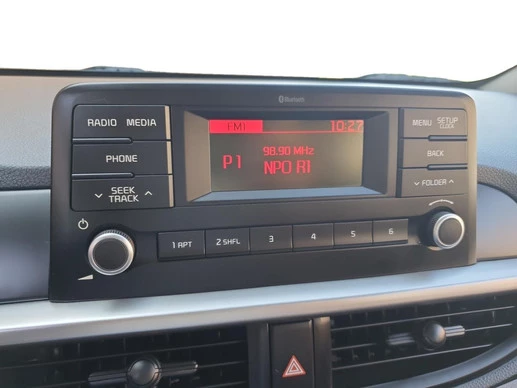 Bluetooth
RADIO MEDIA
PHONE
SEEK
TRACK
FM1 10:27
98.90 MHz
P1
NPO R1
MENU SETUP
CLOCK
BACK
FOLDER
1 RPT 2 SHFL 3 4 5 6